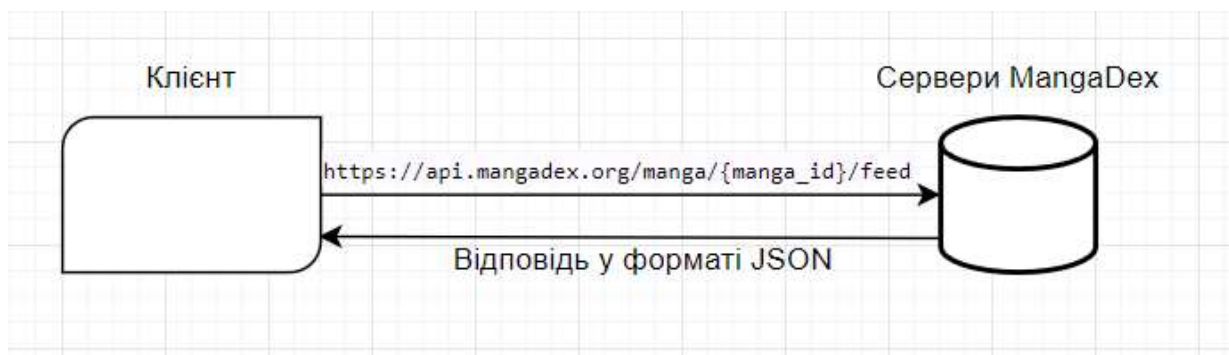 Клієнт
Сервери MangaDex
https://api.mangadex.org/manga/{manga_id}/feed
Відповідь у форматі JSON